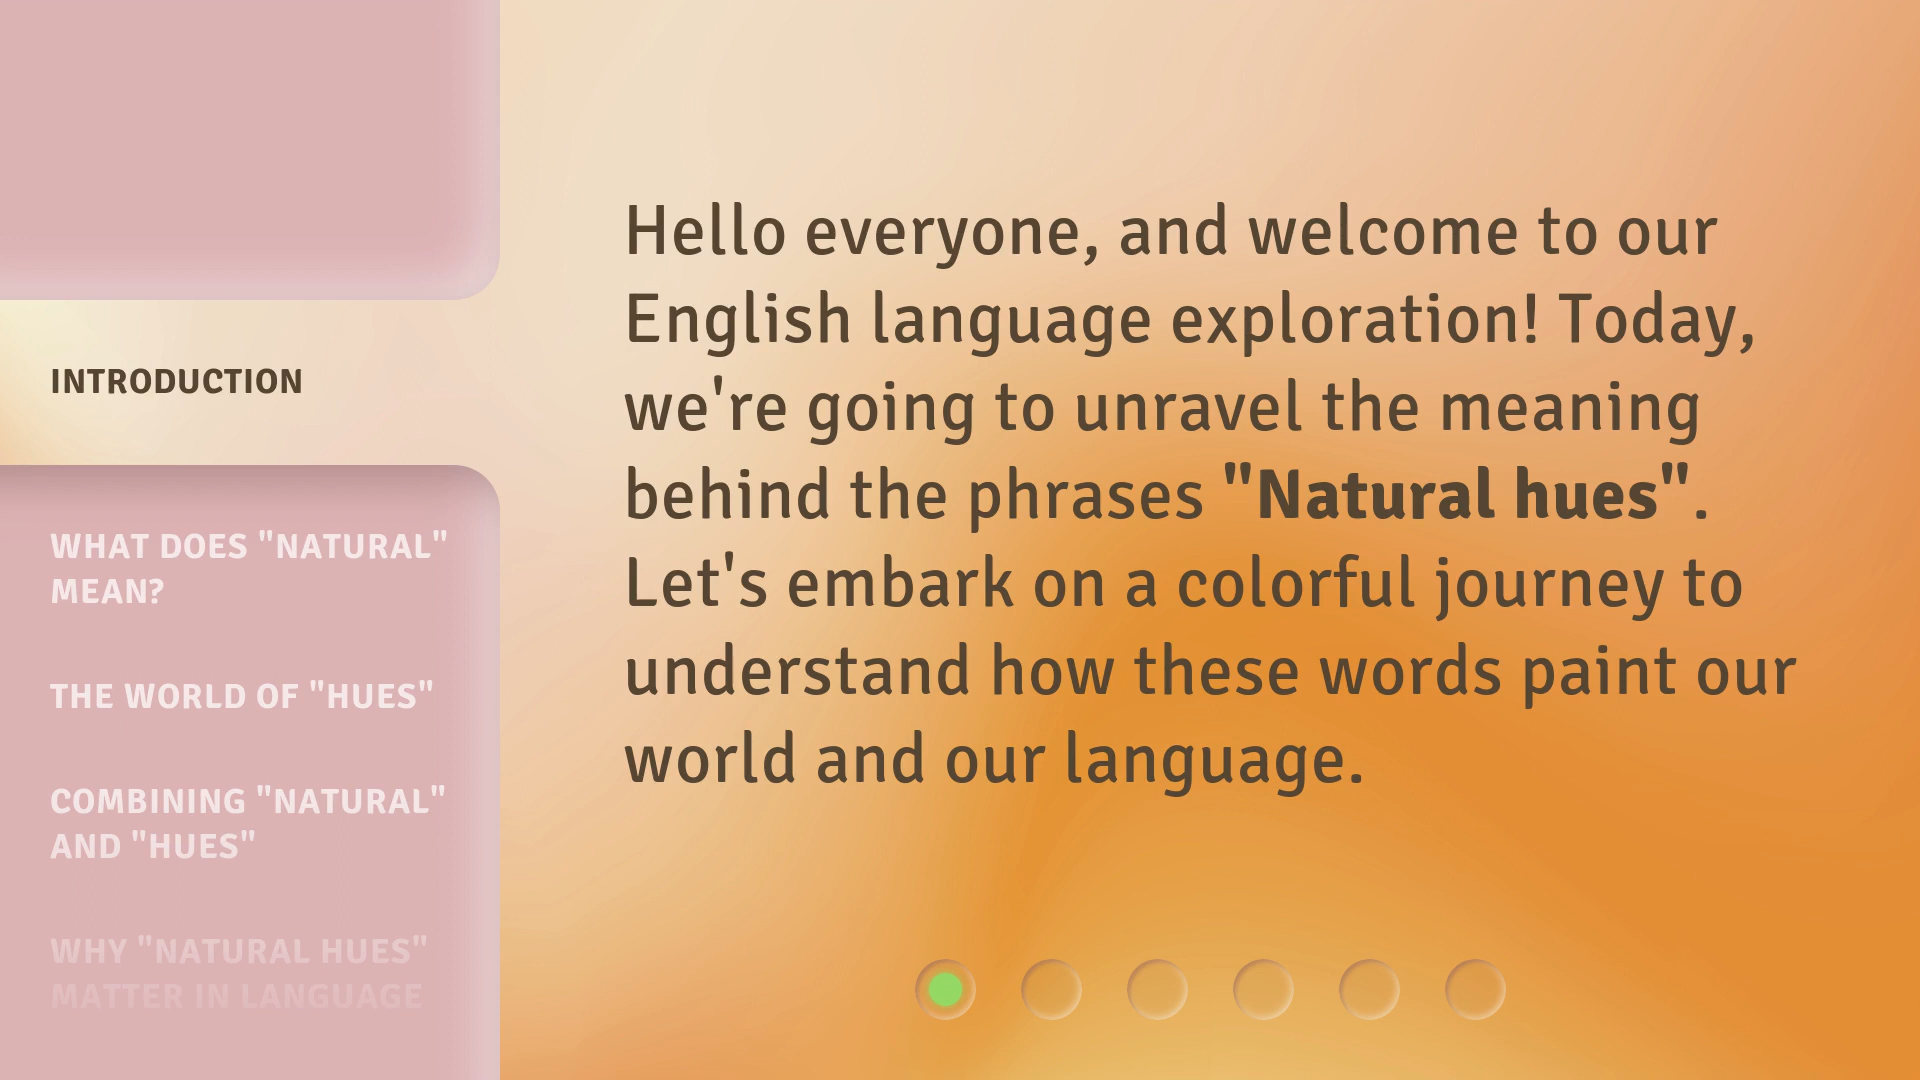 INTRODUCTION
WHAT DOES "NATURAL"
MEAN?
THE WORLD OF "HUES"
COMBINING "NATURAL"
AND "HUES"
WHY "NATURAL HUES"
MATTER IN LANGUAGE
Hello everyone, and welcome to our
English language exploration! Today,
we're going to unravel the meaning
behind the phrases "Natural hues".
Let's embark on a colorful journey to
understand how these words paint our
world and our language.